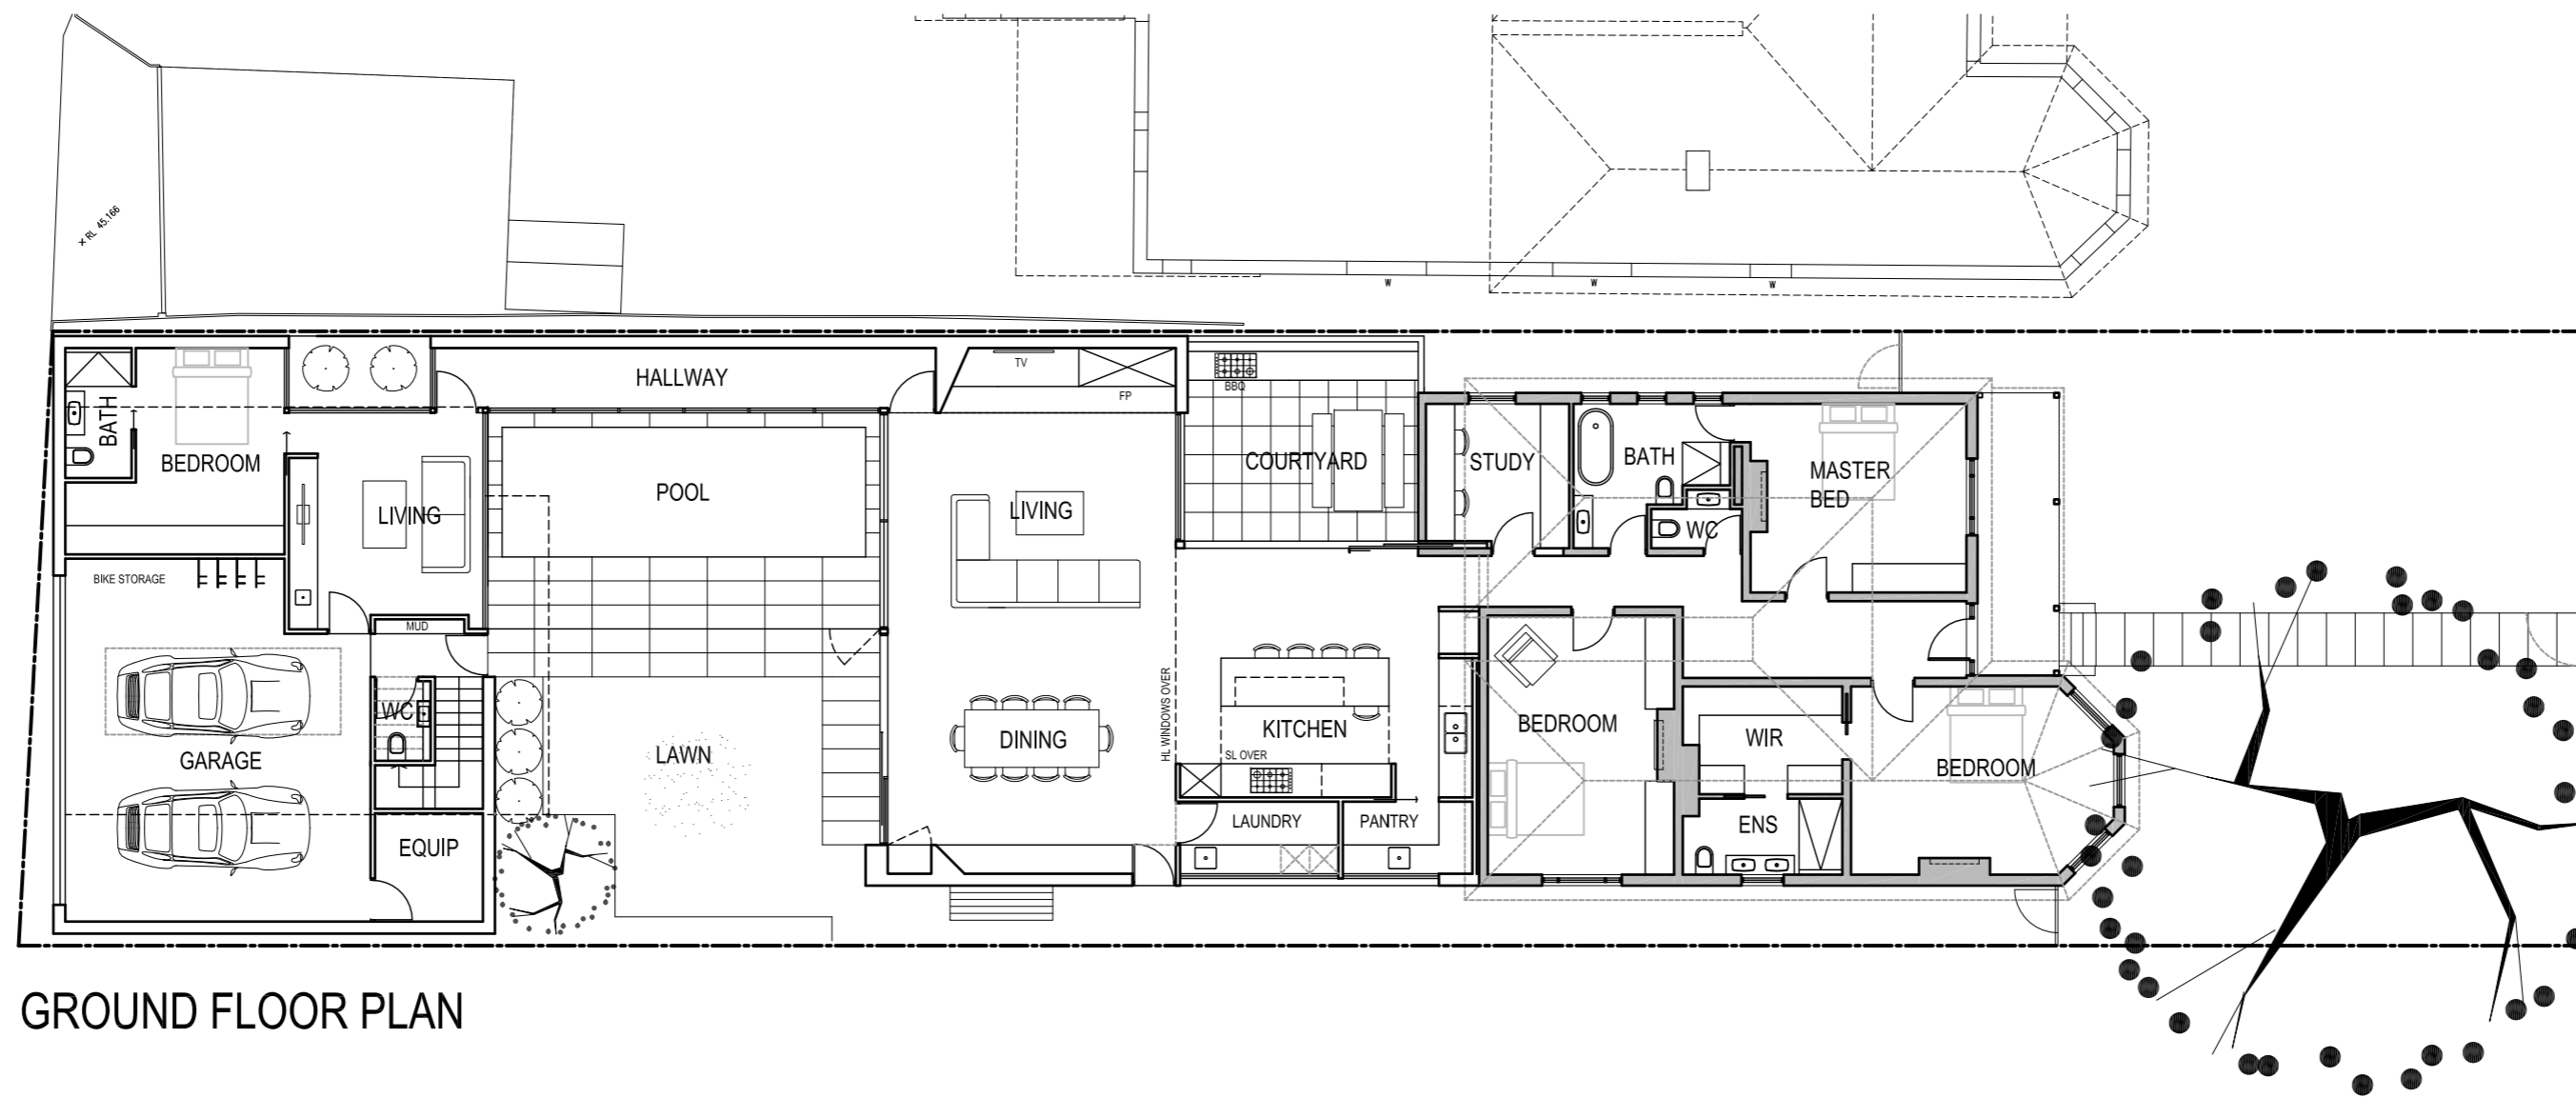 × RL 45.166
W
W
W
HALLWAY
TV
FP
BBQ
BATH
BEDROOM
LIVING
POOL
LIVING
COURTYARD
STUDY
BATH
WC
MASTER
BED
BIKE STORAGE
MUD
WC
GARAGE
EQUIP
LAWN
DINING
HL WINDOWS OVER
KITCHEN
SL OVER
LAUNDRY
PANTRY
BEDROOM
WIR
ENS
BEDROOM
GROUND FLOOR PLAN